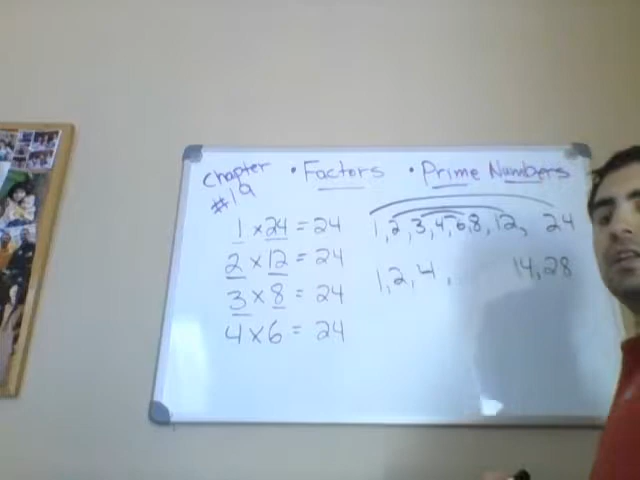 Chapter #19
• Factors • Prime Numbers
1 × 24 = 24
2 × 12 = 24
3 × 8 = 24
4 × 6 = 24
1, 2, 3, 4, 6, 8, 12, 24
1, 2, 4, 14, 28